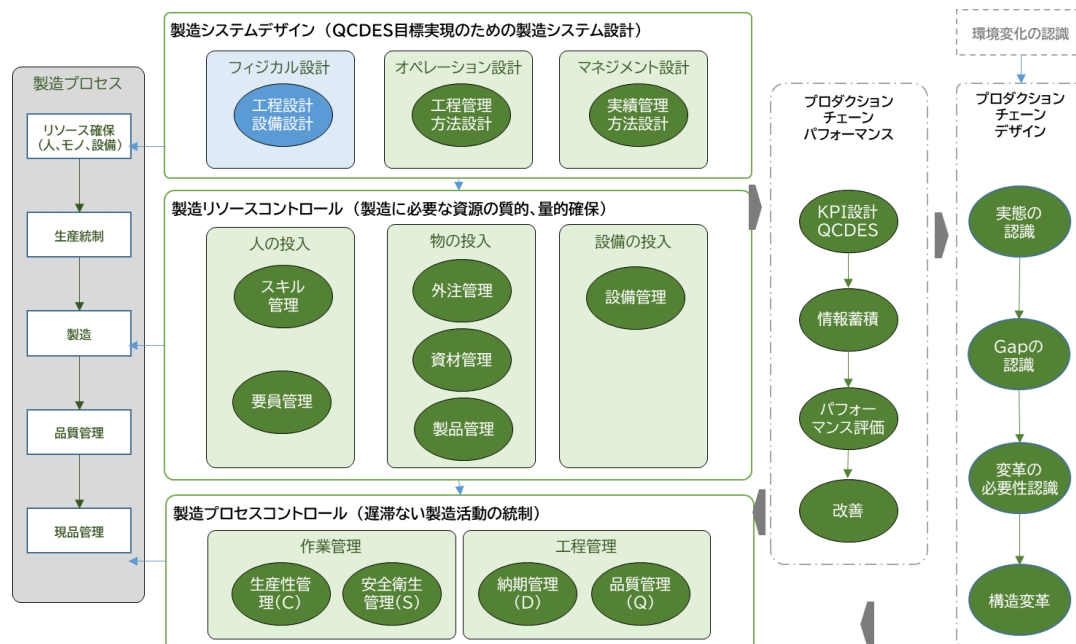 製造システムデザイン（QCDES目標実現のための製造システム設計）
フィジカル設計
工程設計
設備設計
オペレーション設計
工程管理
方法設計
マネジメント設計
実績管理
方法設計
製造プロセス
リソース確保
（人、モノ、設備）
生産統制
製造
品質管理
現品管理
製造リソースコントロール（製造に必要な資源の質的、量的確保）
人の投入
スキル
管理
要員管理
物の投入
外注管理
資材管理
製品管理
設備の投入
設備管理
製造プロセスコントロール（遅滞ない製造活動の統制）
作業管理
生産性管
理(C)
安全衛生
管理(S)
工程管理
納期管理
(D)
品質管理
(Q)
プロダクション
チェーン
パフォーマンス
KPI設計
QCDES
情報蓄積
パフォー
マンス評価
改善
環境変化の認識
プロダクション
チェーン
デザイン
実態の
認識
Gapの
認識
変革の
必要性認識
構造変革